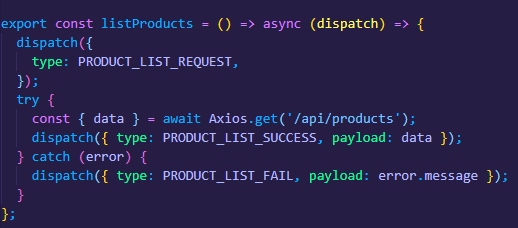 export const listProducts = () => async (dispatch) => {
  dispatch({
    type: PRODUCT_LIST_REQUEST,
  });
  try {
    const { data } = await Axios.get('/api/products');
    dispatch({ type: PRODUCT_LIST_SUCCESS, payload: data });
  } catch (error) {
    dispatch({ type: PRODUCT_LIST_FAIL, payload: error.message });
  }
};